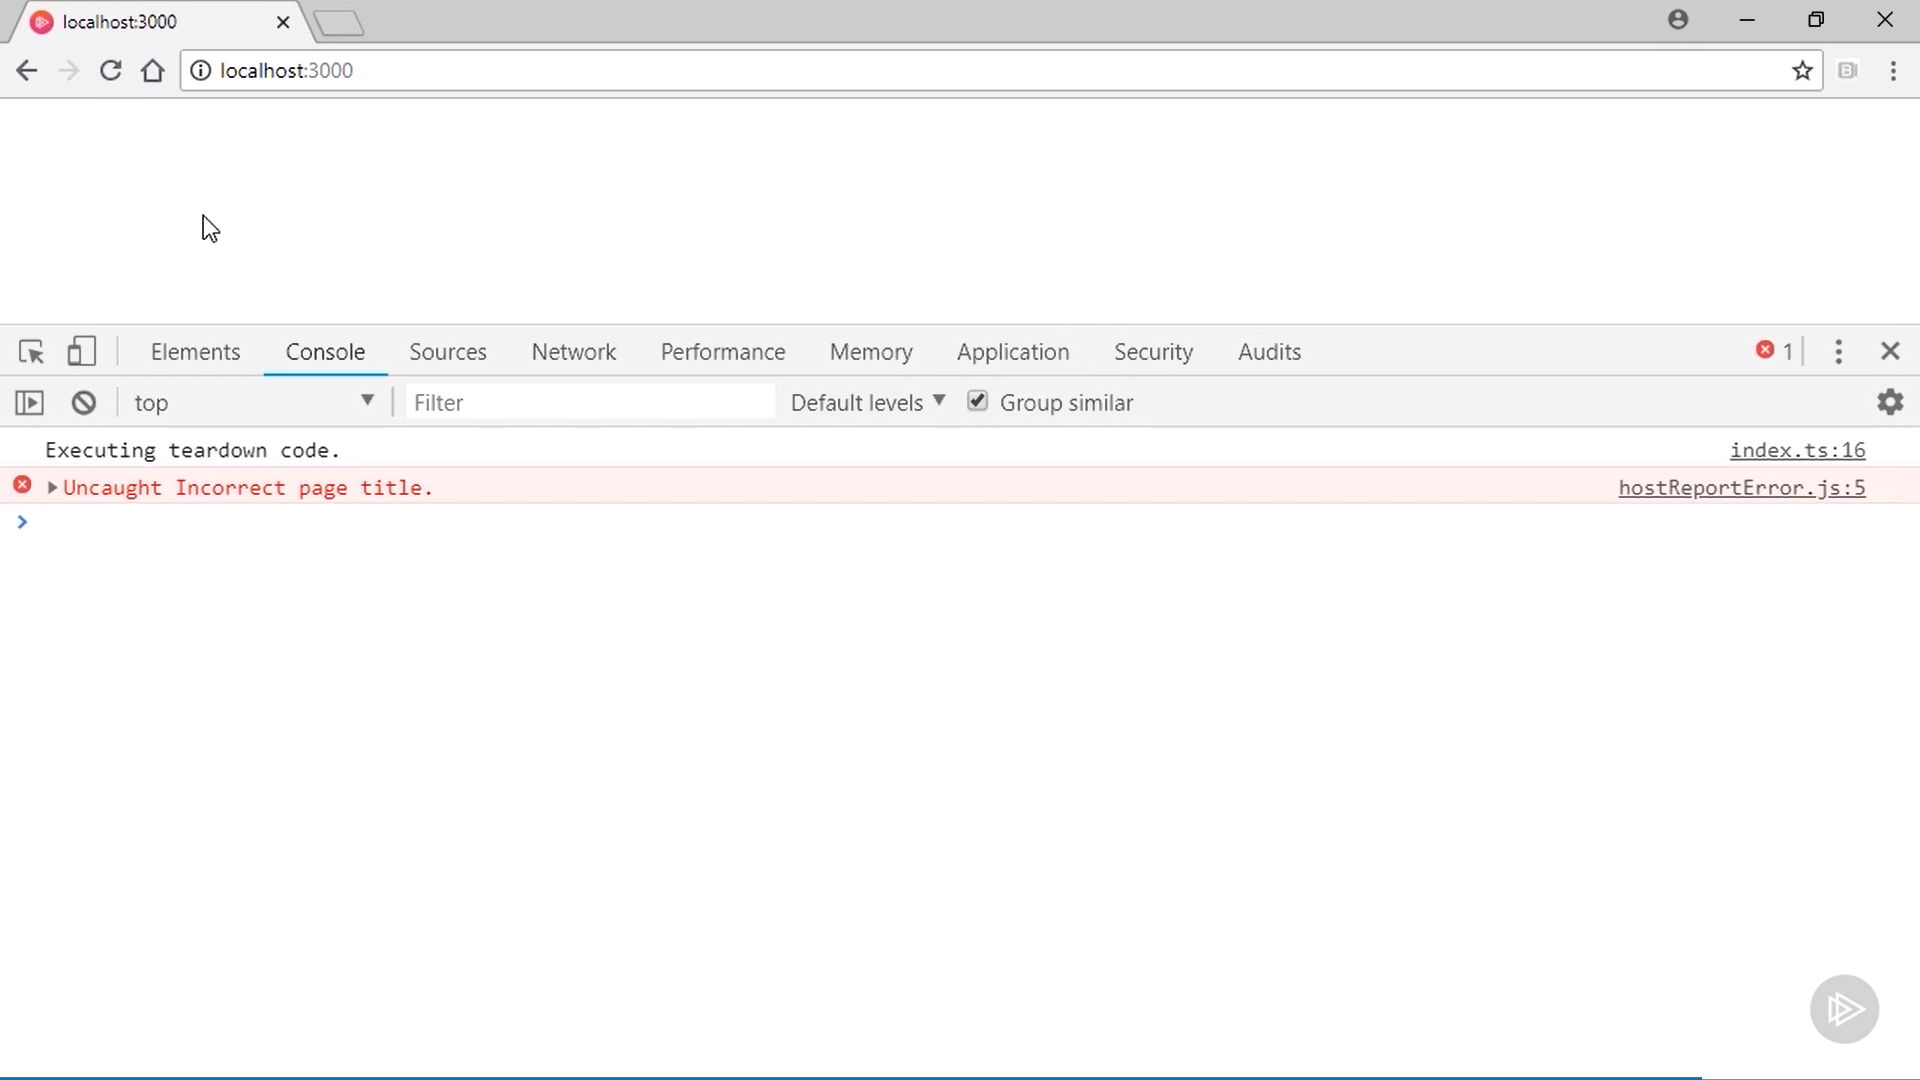 localhost:3000
localhost:3000
Elements Console Sources Network Performance Memory Application Security Audits 1
top Filter Default levels Group similar
Executing teardown code. index.ts:16
Uncaught Incorrect page title. hostReportError.js:5